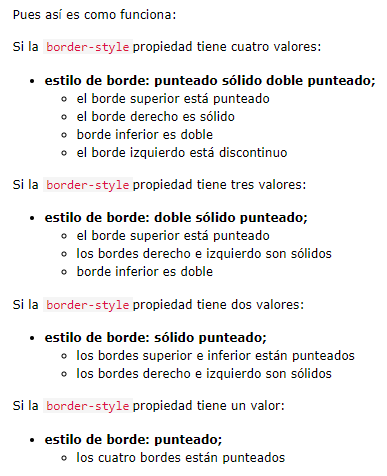 Pues así es como funciona:
Si la border-style propiedad tiene cuatro valores:
• estilo de borde: punteado sólido doble punteado;
◦ el borde superior está punteado
◦ el borde derecho es sólido
◦ borde inferior es doble
◦ el borde izquierdo está discontinuo
Si la border-style propiedad tiene tres valores:
• estilo de borde: doble sólido punteado;
◦ el borde superior está punteado
◦ los bordes derecho e izquierdo son sólidos
◦ borde inferior es doble
Si la border-style propiedad tiene dos valores:
• estilo de borde: sólido punteado;
◦ los bordes superior e inferior están punteados
◦ los bordes derecho e izquierdo son sólidos
Si la border-style propiedad tiene un valor:
• estilo de borde: punteado;
◦ los cuatro bordes están punteados